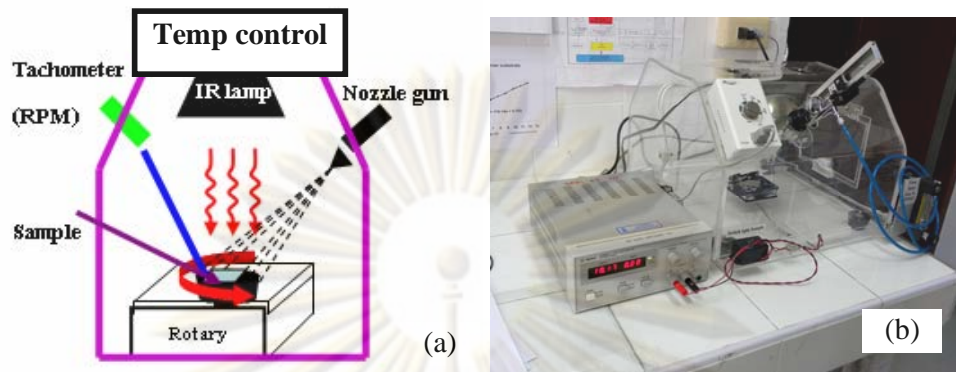 Temp control
Tachometer
(RPM)
IR lamp
Nozzle gun
Sample
Rotary
(a)
(b)